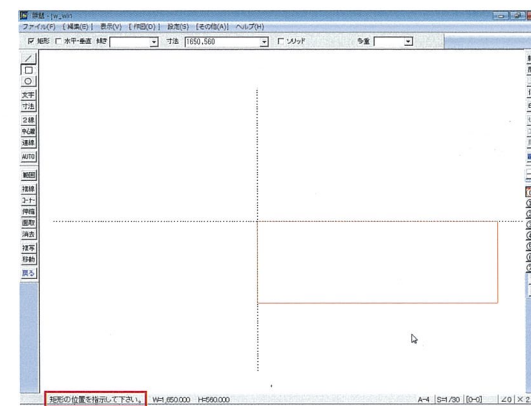 ファイル(F) [編集(E)] 表示(V) [作図(D)] 設定(S) [その他(A)] ヘルプ(H)
矩形 水平・垂直 傾き 寸法 1650,560 ソリッド 多重
文字
寸法
2線
中心線
連線
AUTO
範囲
複線
コーナー
伸縮
面取
消去
複写
移動
戻る
矩形の位置を指示して下さい。 W=1,650.000 H=560.000 A-4 S=1/30 [0-0] ∠0